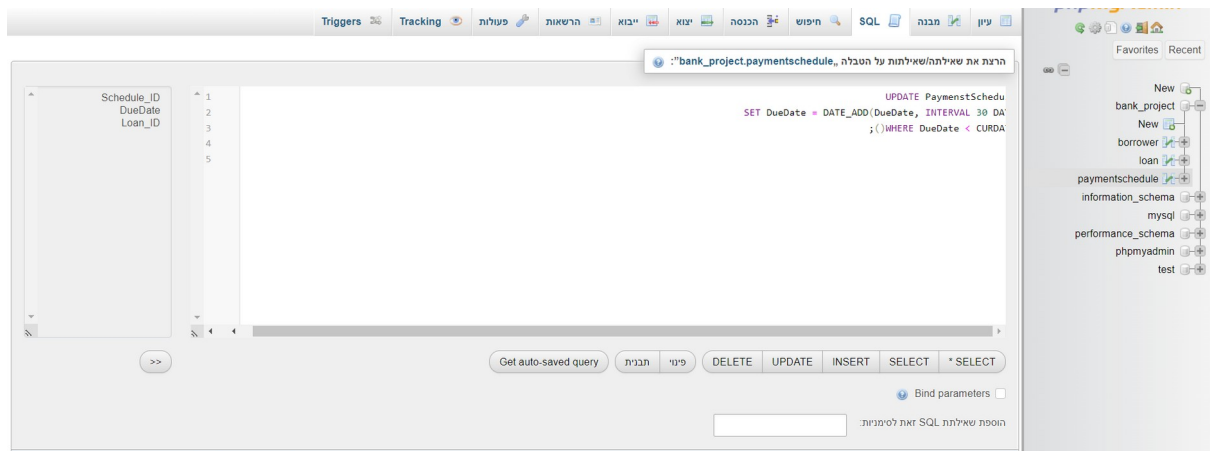 עיון
מבנה
SQL
חיפוש
הכנסה
יצוא
ייבוא
הרשאות
פעולות
Tracking
Triggers
Favorites Recent
New
bank_project
New
borrower
loan
paymentschedule
information_schema
mysql
performance_schema
phpmyadmin
test
הרצת את שאילתה/שאילתות על הטבלה „bank_project.paymentschedule”:
1
2
3
4
5
UPDATE PaymenstSchedu
SET DueDate = DATE_ADD(DueDate, INTERVAL 30 DA
;()WHERE DueDate < CURDA
Schedule_ID
DueDate
Loan_ID
<<
SELECT *
SELECT
INSERT
UPDATE
DELETE
פינוי
תבנית
Get auto-saved query
Bind parameters
הוספת שאילתת SQL זאת לסימניות: